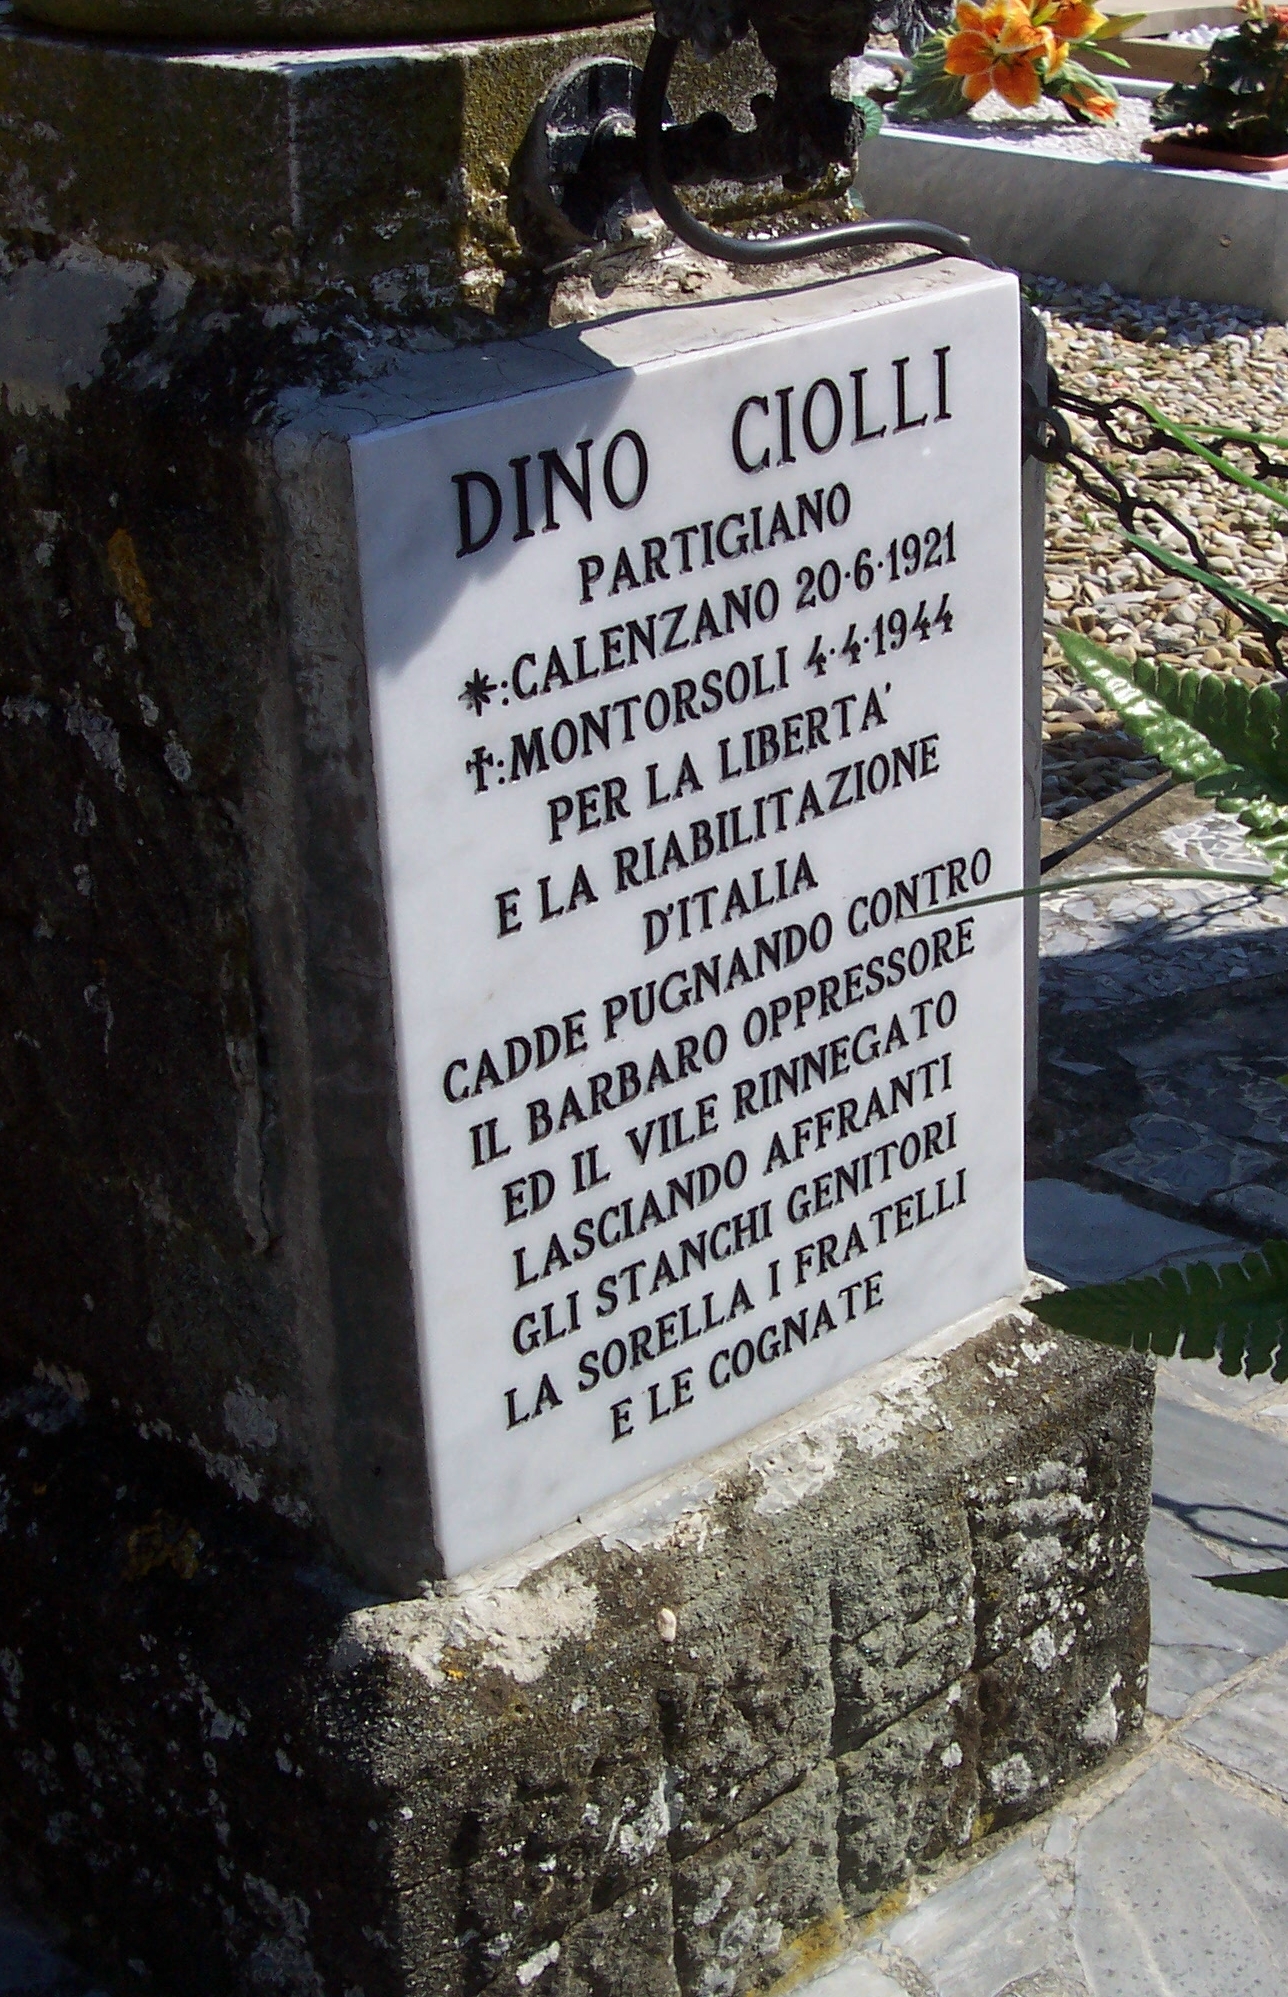 DINO CIOLLI
PARTIGIANO
*:CALENZANO 20·6·1921
✝:MONTORSOLI 4·4·1944
PER LA LIBERTA'
E LA RIABILITAZIONE
D'ITALIA
CADDE PUGNANDO CONTRO
IL BARBARO OPPRESSORE
ED IL VILE RINNEGATO
LASCIANDO AFFRANTI
GLI STANCHI GENITORI
LA SORELLA I FRATELLI
E LE COGNATE